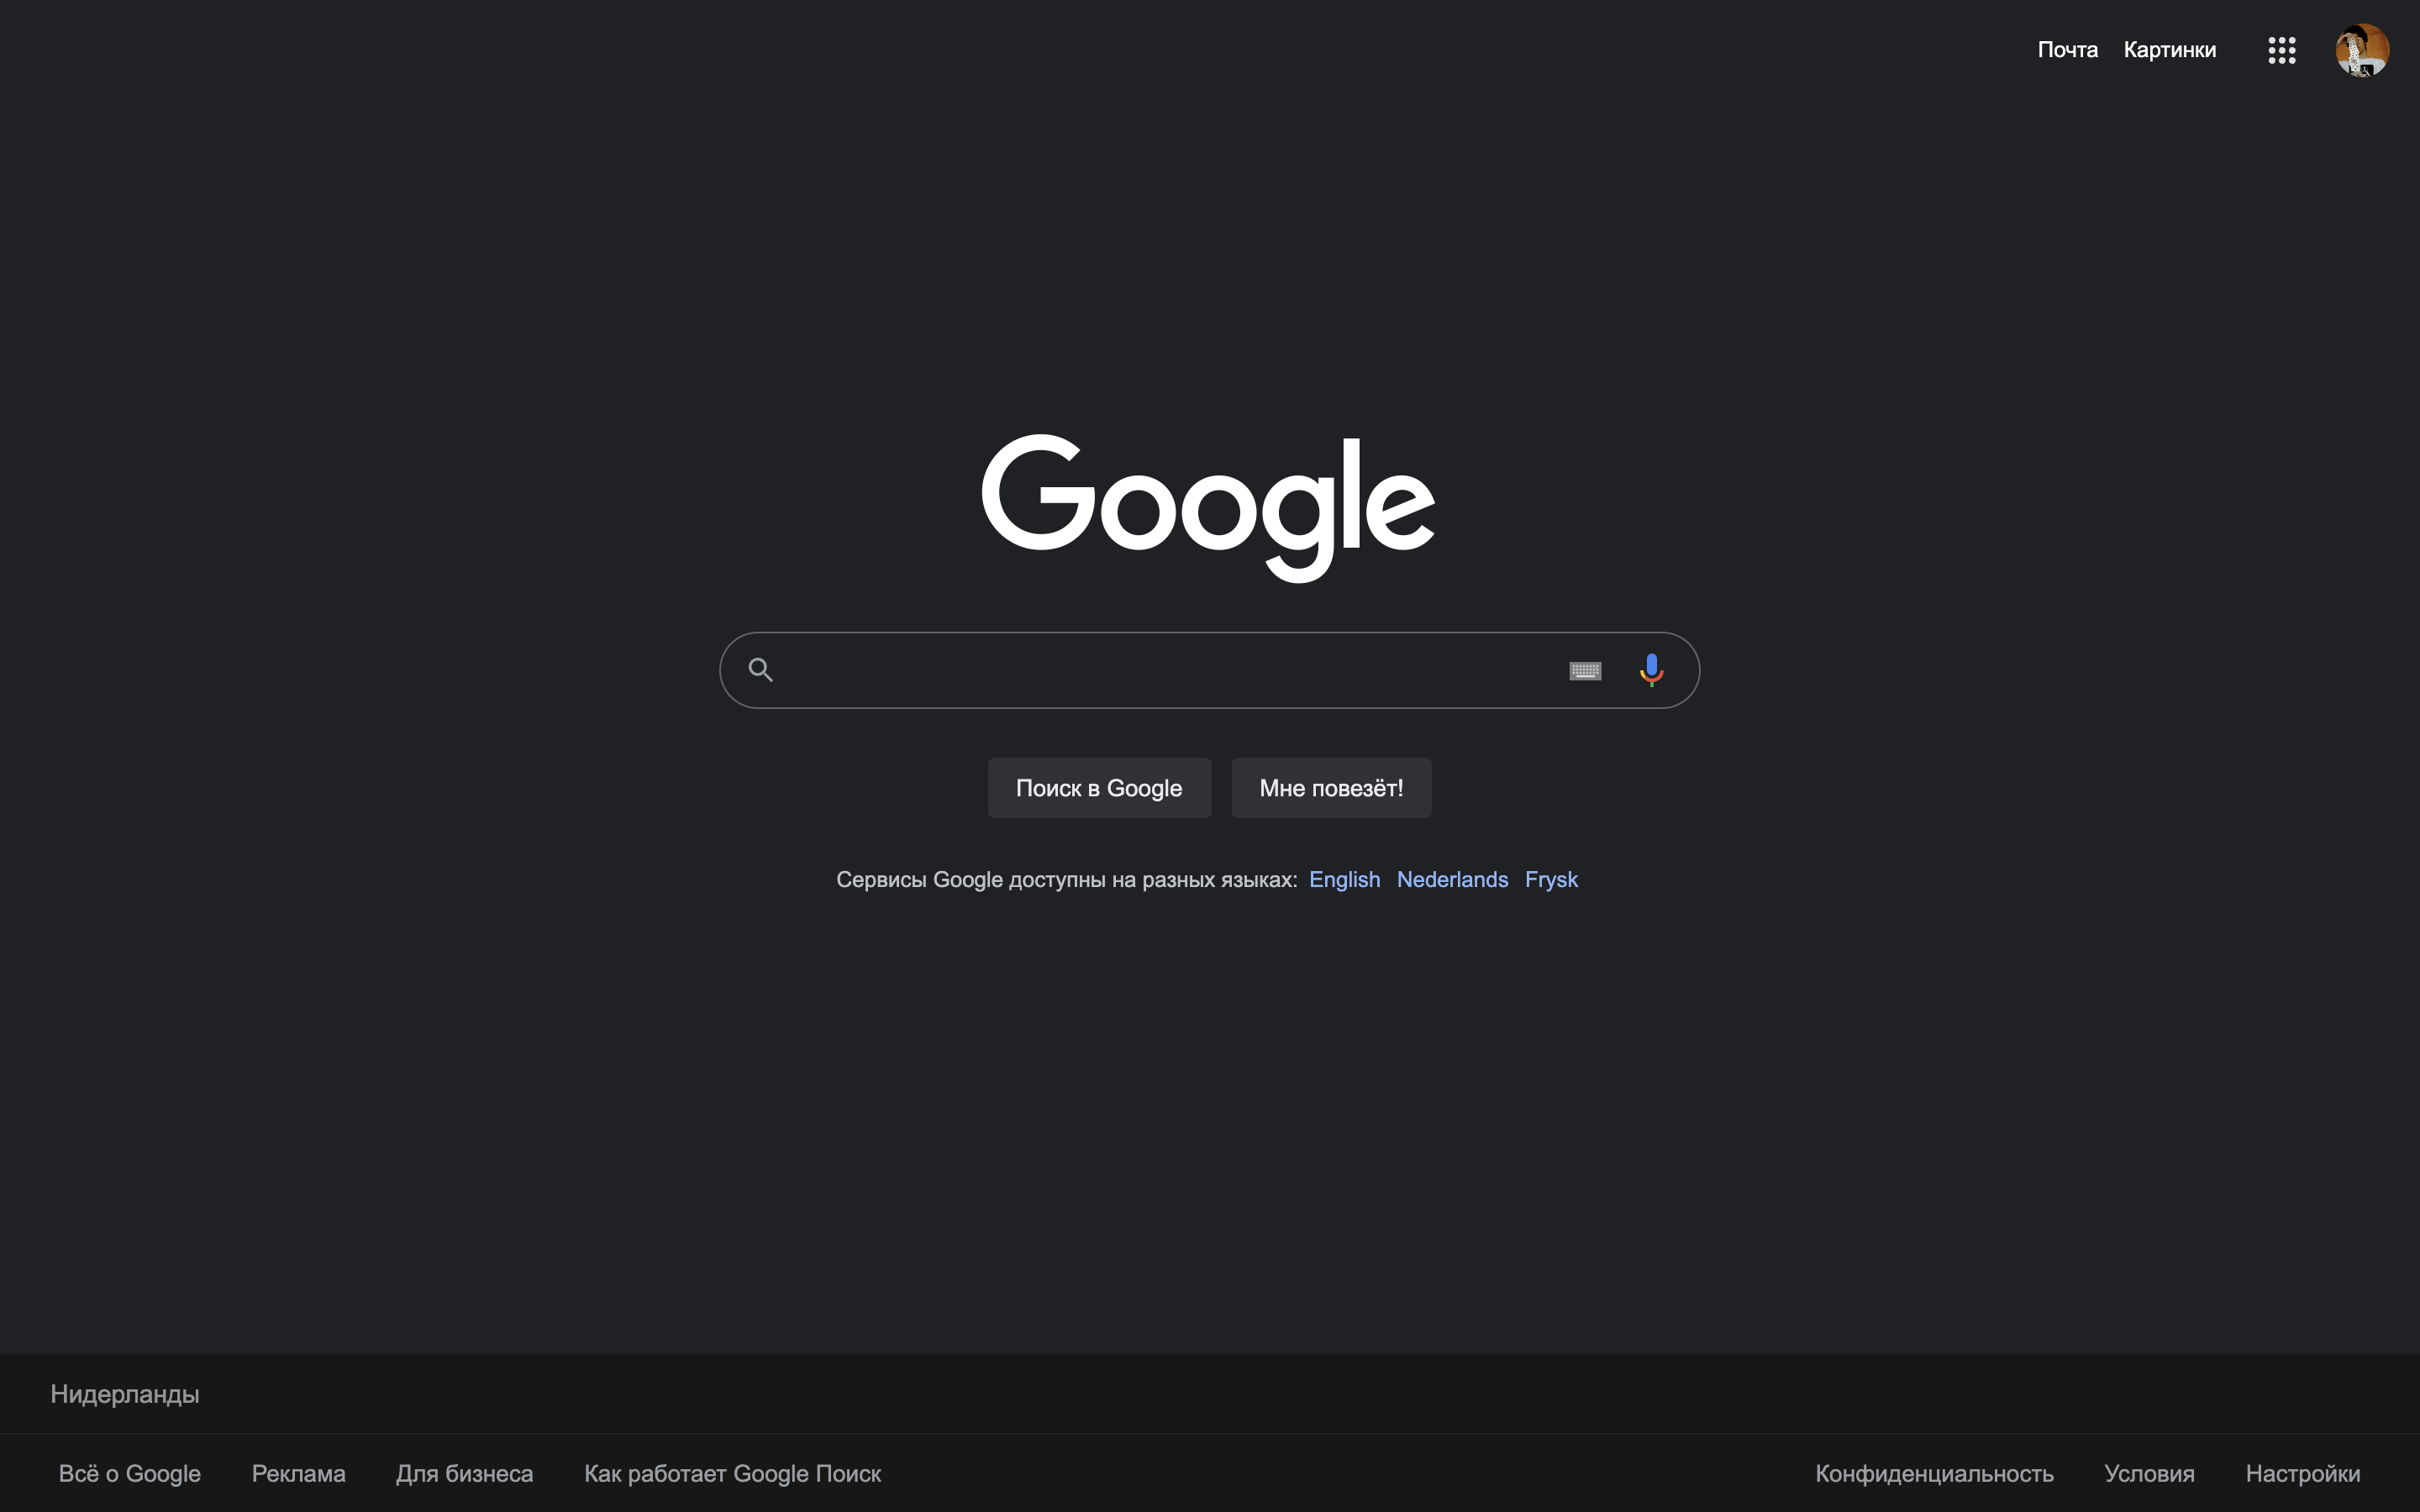 Почта Картинки
Google
Поиск в Google Мне повезёт!
Сервисы Google доступны на разных языках: English Nederlands Frysk
Нидерланды
Всё о Google Реклама Для бизнеса Как работает Google Поиск Конфиденциальность Условия Настройки